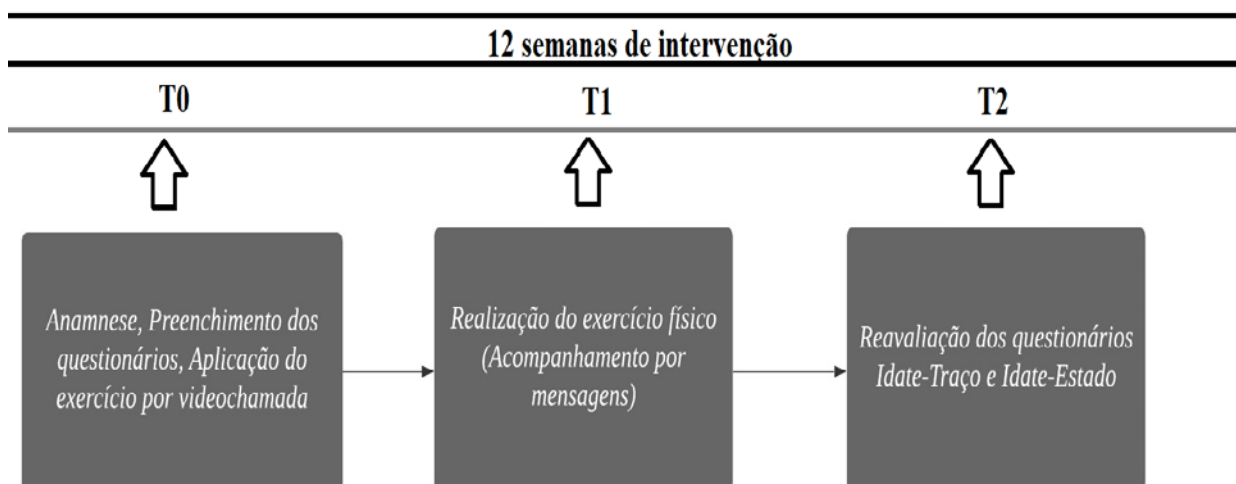 12 semanas de intervenção
T0
T1
T2
Anamnese, Preenchimento dos
questionários, Aplicação do
exercício por videochamada
Realização do exercício físico
(Acompanhamento por
mensagens)
Reavaliação dos questionários
Idate-Traço e Idate-Estado